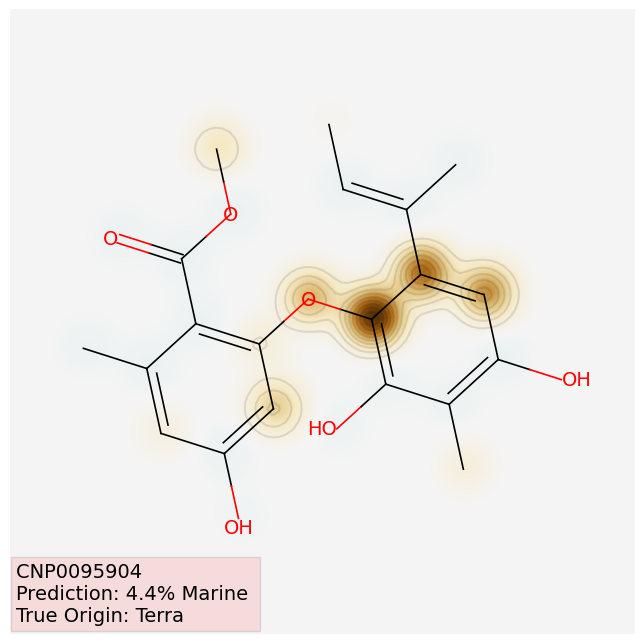 O
O
O
HO
OH
OH
CNP0095904
Prediction: 4.4% Marine
True Origin: Terra